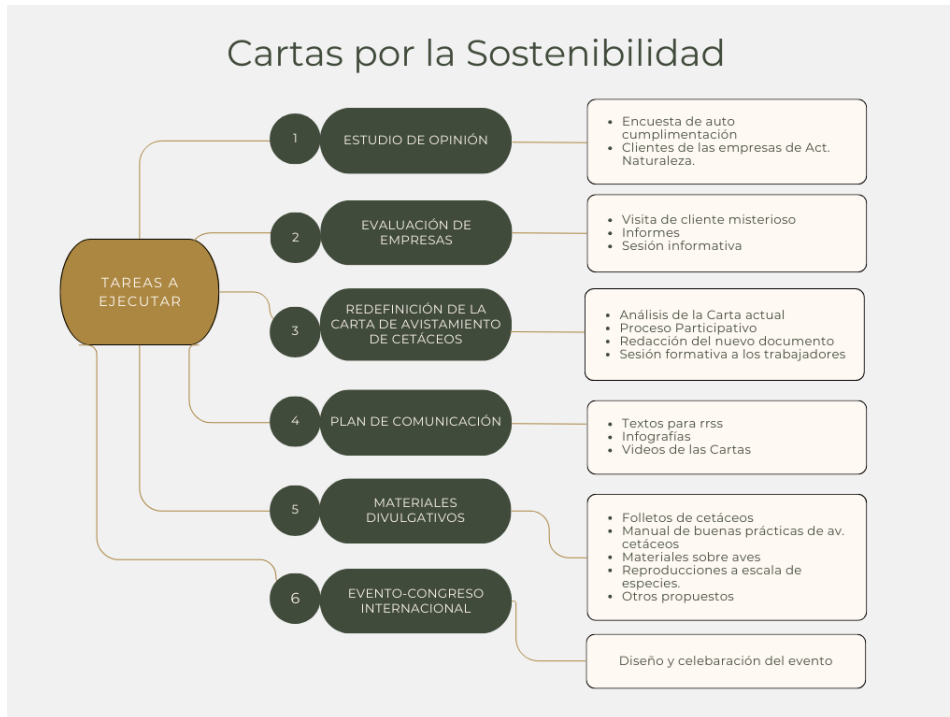 Cartas por la Sostenibilidad
TAREAS A
EJECUTAR
1
ESTUDIO DE OPINIÓN
• Encuesta de auto
cumplimentación
• Clientes de las empresas de Act.
Naturaleza.
2
EVALUACIÓN DE
EMPRESAS
• Visita de cliente misterioso
• Informes
• Sesión informativa
3
REDEFINICIÓN DE LA
CARTA DE AVISTAMIENTO
DE CETÁCEOS
• Análisis de la Carta actual
• Proceso Participativo
• Redacción del nuevo documento
• Sesión formativa a los trabajadores
4
PLAN DE COMUNICACIÓN
• Textos para rrss
• Infografías
• Videos de las Cartas
5
MATERIALES
DIVULGATIVOS
• Folletos de cetáceos
• Manual de buenas prácticas de av.
cetáceos
• Materiales sobre aves
• Reproducciones a escala de
especies.
• Otros propuestos
6
EVENTO-CONGRESO
INTERNACIONAL
Diseño y celebaración del evento